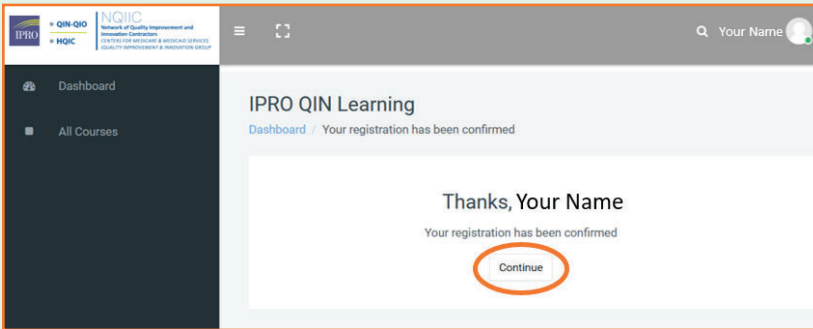 IPRO
QIN-QIO
HQIC
NQIIC
Network of Quality Improvement and
Innovation Contractors
CENTERS FOR MEDICARE & MEDICAID SERVICES
iQUALITY IMPROVEMENT & INNOVATION GROUP
Your Name
Dashboard
All Courses
IPRO QIN Learning
Dashboard / Your registration has been confirmed
Thanks, Your Name
Your registration has been confirmed
Continue